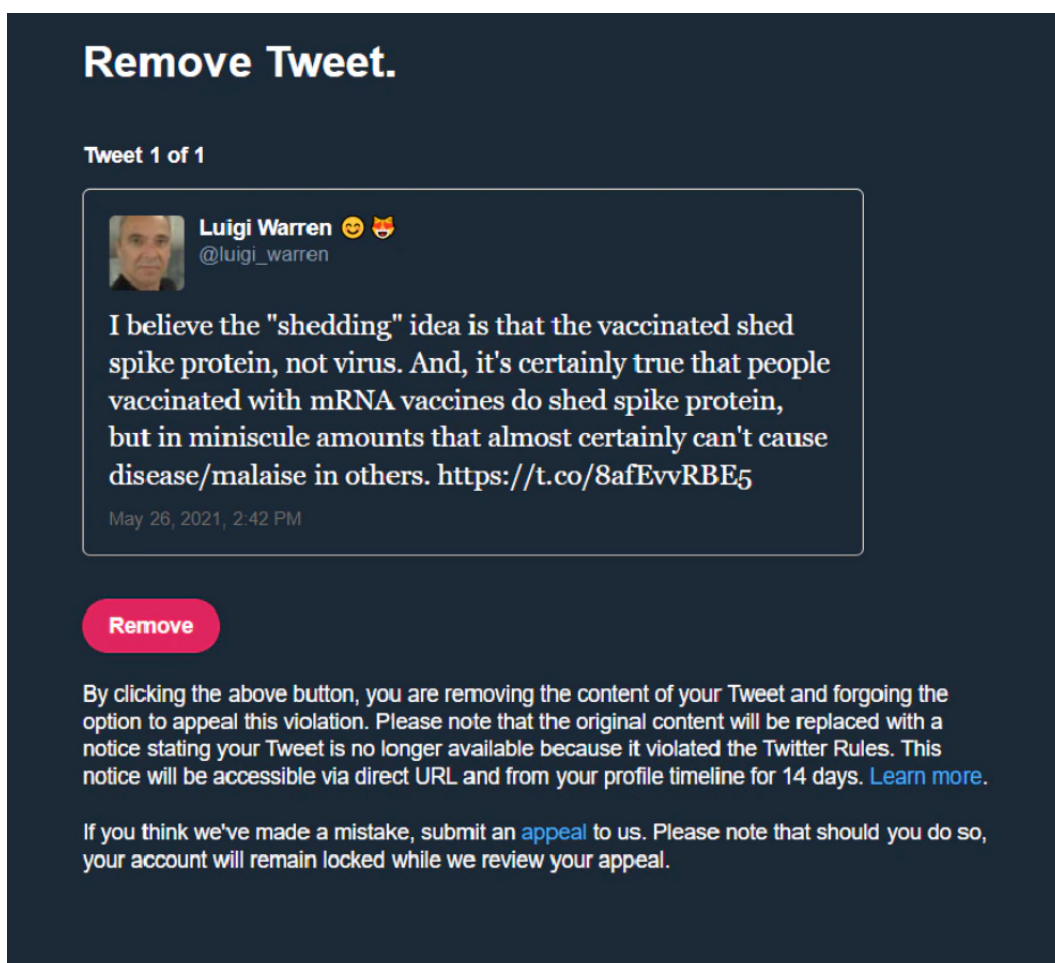 Remove Tweet.
Tweet 1 of 1
Luigi Warren 😊 😻
@luigi_warren
I believe the "shedding" idea is that the vaccinated shed
spike protein, not virus. And, it's certainly true that people
vaccinated with mRNA vaccines do shed spike protein,
but in miniscule amounts that almost certainly can't cause
disease/malaise in others. https://t.co/8afEvvRBE5
May 26, 2021, 2:42 PM
Remove
By clicking the above button, you are removing the content of your Tweet and forgoing the
option to appeal this violation. Please note that the original content will be replaced with a
notice stating your Tweet is no longer available because it violated the Twitter Rules. This
notice will be accessible via direct URL and from your profile timeline for 14 days. Learn more.
If you think we've made a mistake, submit an appeal to us. Please note that should you do so,
your account will remain locked while we review your appeal.